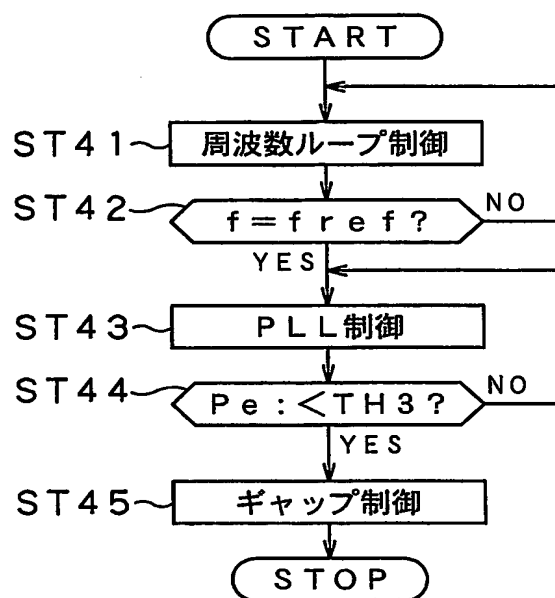 START
ST41 周波数ループ制御
ST42 f=fref? NO
YES
ST43 PLL制御
ST44 Pe:<TH3? NO
YES
ST45 ギャップ制御
STOP